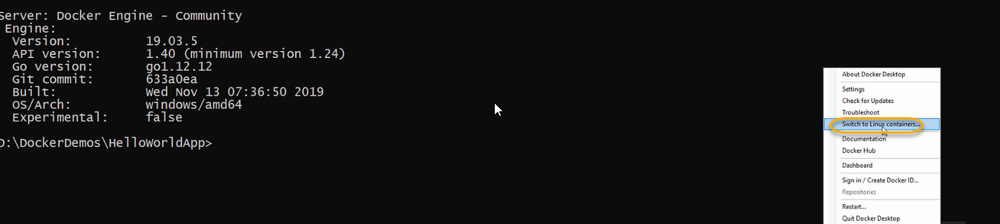 Server: Docker Engine - Community
Engine:
Version: 19.03.5
API version: 1.40 (minimum version 1.24)
Go version: go1.12.12
Git commit: 633a0ea
Built: Wed Nov 13 07:36:50 2019
OS/Arch: windows/amd64
Experimental: false
D:\DockerDemos\HelloWorldApp>
About Docker Desktop
Settings
Check for Updates
Troubleshoot
Switch to Linux containers...
Documentation
Docker Hub
Dashboard
Sign in / Create Docker ID...
Repositories
Restart...
Quit Docker Desktop